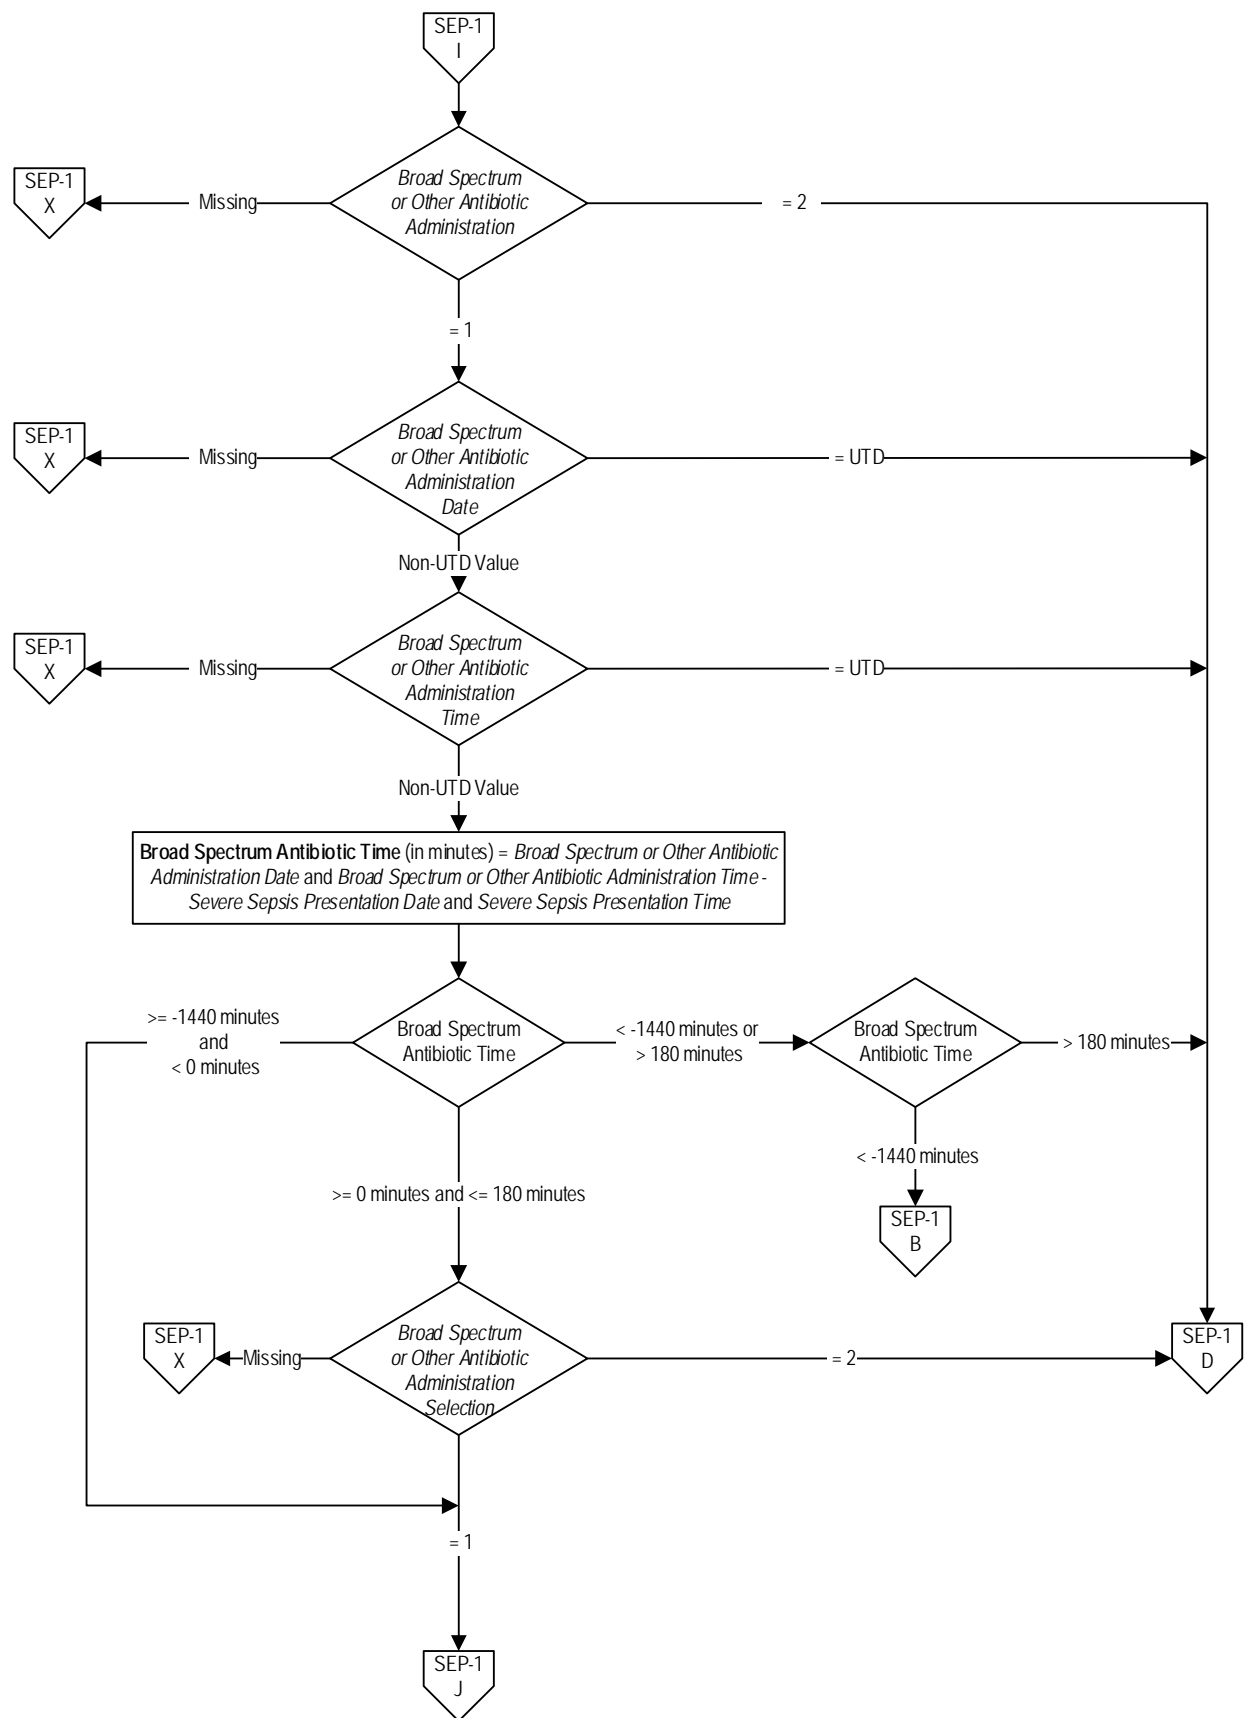 SEP-1
I
Broad Spectrum
or Other Antibiotic
Administration
SEP-1
X
Missing
= 2
= 1
Broad Spectrum
or Other Antibiotic
Administration
Date
SEP-1
X
Missing
= UTD
Non-UTD Value
Broad Spectrum
or Other Antibiotic
Administration
Time
SEP-1
X
Missing
= UTD
Non-UTD Value
Broad Spectrum Antibiotic Time (in minutes) = Broad Spectrum or Other Antibiotic
Administration Date and Broad Spectrum or Other Antibiotic Administration Time -
Severe Sepsis Presentation Date and Severe Sepsis Presentation Time
>= -1440 minutes
and
< 0 minutes
Broad Spectrum
Antibiotic Time
< -1440 minutes or
> 180 minutes
Broad Spectrum
Antibiotic Time
> 180 minutes
< -1440 minutes
>= 0 minutes and <= 180 minutes
SEP-1
B
SEP-1
X
Missing
Broad Spectrum
or Other Antibiotic
Administration
Selection
= 2
SEP-1
D
= 1
SEP-1
J